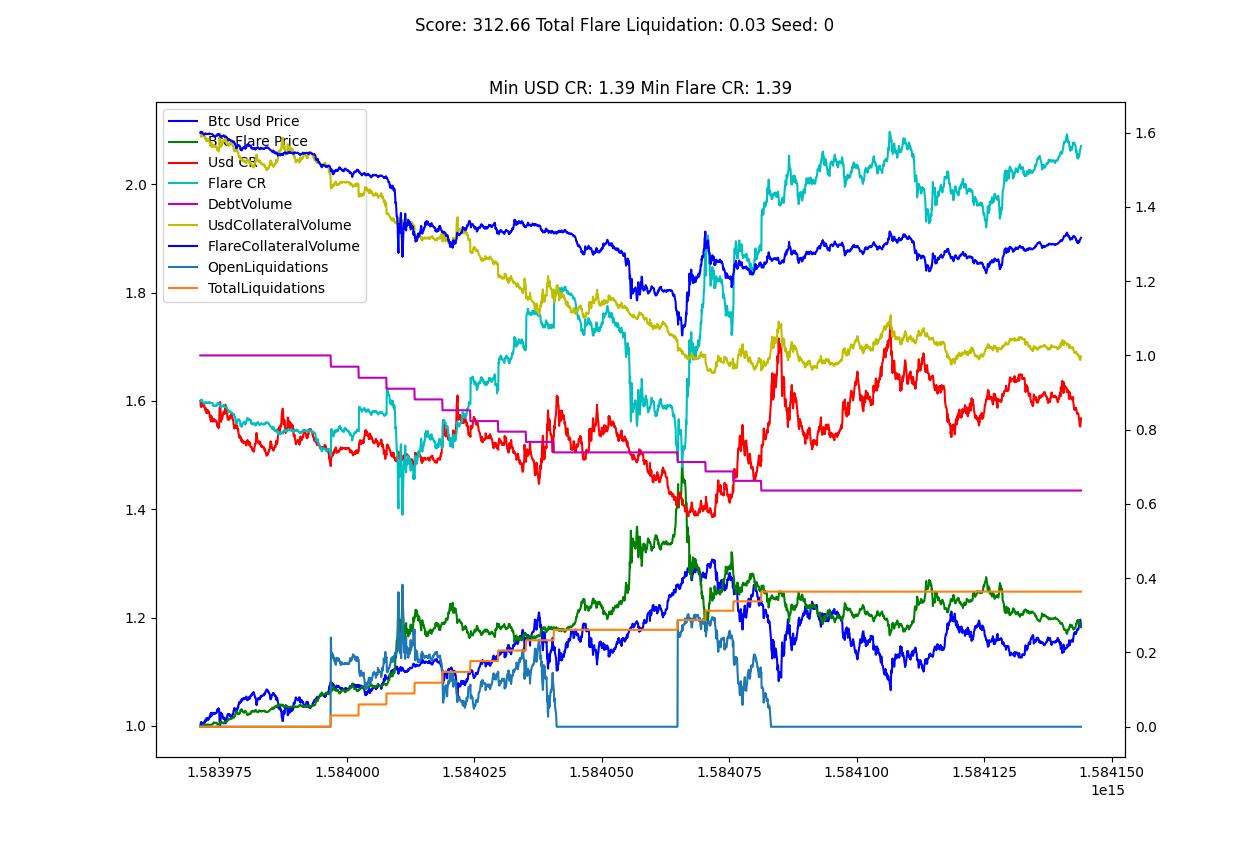 Score: 312.66 Total Flare Liquidation: 0.03 Seed: 0
Min USD CR: 1.39 Min Flare CR: 1.39
Btc Usd Price
Btc Flare Price
Usd CR
Flare CR
DebtVolume
UsdCollateralVolume
FlareCollateralVolume
OpenLiquidations
TotalLiquidations
2.0
1.8
1.6
1.4
1.2
1.0
1.6
1.4
1.2
1.0
0.8
0.6
0.4
0.2
0.0
1.583975 1.584000 1.584025 1.584050 1.584075 1.584100 1.584125 1.584150
1e15